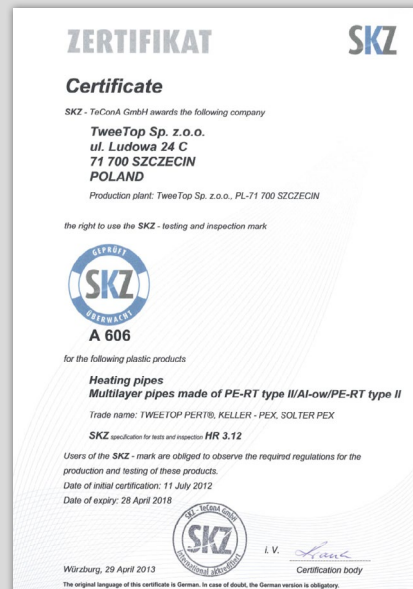 ZERTIFIKAT
SKZ
Certificate
SKZ - TeConA GmbH awards the following company
TweeTop Sp. z.o.o.
ul. Ludowa 24 C
71 700 SZCZECIN
POLAND
Production plant: TweeTop Sp. z.o.o., PL-71 700 SZCZECIN
the right to use the SKZ - testing and inspection mark
GEPRÜFT
SKZ
ÜBERWACHT
A 606
for the following plastic products
Heating pipes
Multilayer pipes made of PE-RT type II/Al-ow/PE-RT type II
Trade name: TWEETOP PERT®, KELLER - PEX, SOLTER PEX
SKZ specification for tests and inspection HR 3.12
Users of the SKZ - mark are obliged to observe the required regulations for the
production and testing of these products.
Date of initial certification: 11 July 2012
Date of expiry: 28 April 2018
SKZ - TeConA GmbH
SKZ
international akkreditiert
i. V.
Würzburg, 29 April 2013
Certification body
The original language of this certificate is German. In case of doubt, the German version is obligatory.